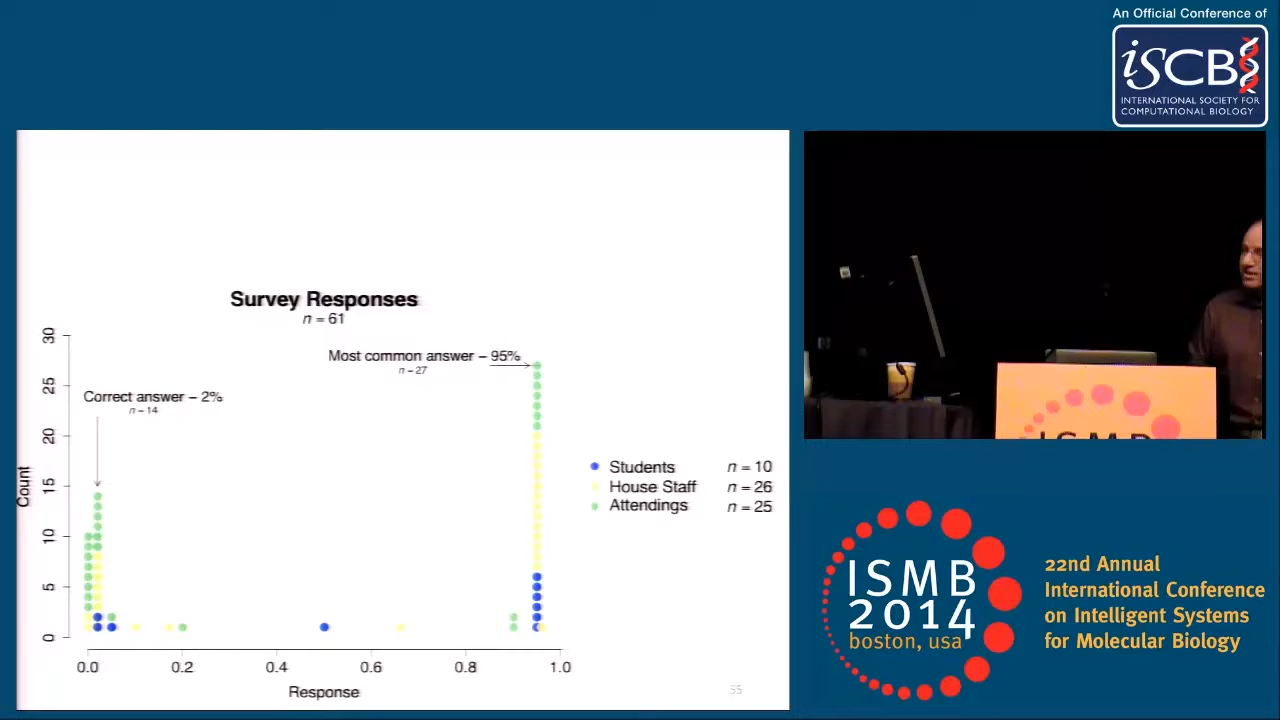 An Official Conference of
iSCB
INTERNATIONAL SOCIETY FOR
COMPUTATIONAL BIOLOGY
Survey Responses
n = 61
Most common answer – 95%
n = 27
Correct answer – 2%
n = 14
Count
0
5
10
15
20
25
30
0.0 0.2 0.4 0.6 0.8 1.0
Response
Students n = 10
House Staff n = 26
Attendings n = 25
55
ISMB
ISMB
2014
boston, usa
22nd Annual
International Conference
on Intelligent Systems
for Molecular Biology